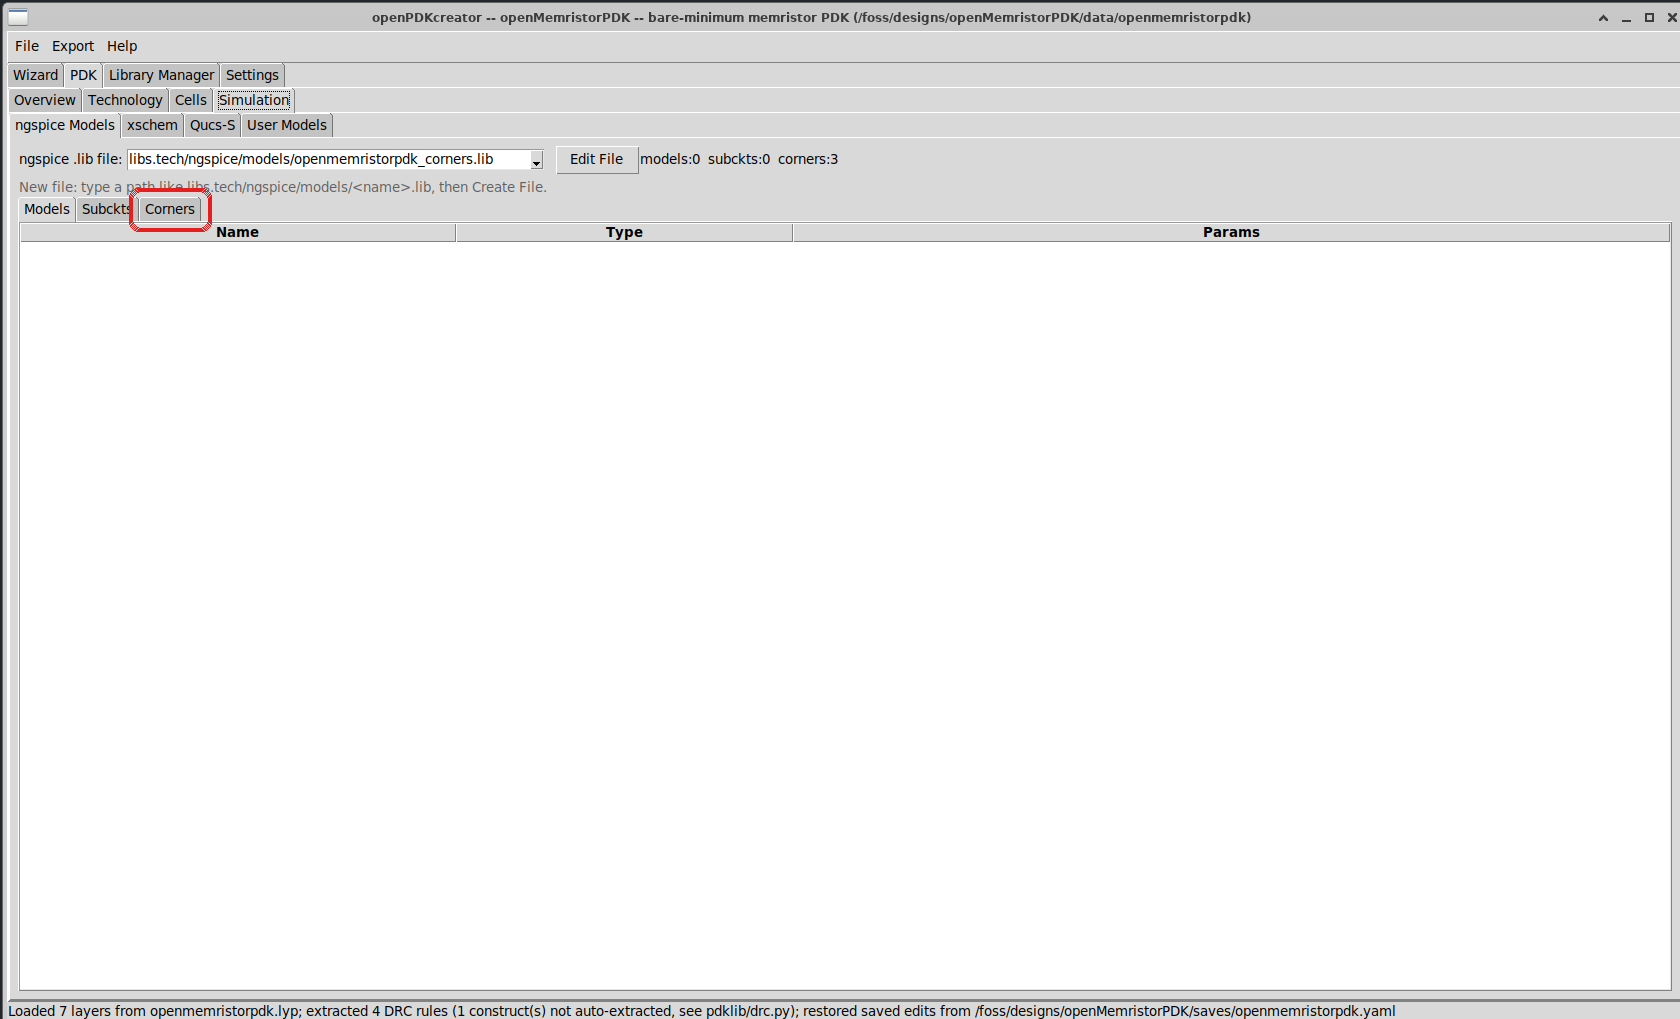 openPDKcreator -- openMemristorPDK -- bare-minimum memristor PDK (/foss/designs/openMemristorPDK/data/openmemristorpdk)
File Export Help
Wizard PDK Library Manager Settings
Overview Technology Cells Simulation
ngspice Models xschem Qucs-S User Models
ngspice .lib file: libs.tech/ngspice/models/openmemristorpdk_corners.lib Edit File models:0 subckts:0 corners:3
New file: type a path like libs.tech/ngspice/models/<name>.lib, then Create File.
Models Subckts Corners
Name Type Params
Loaded 7 layers from openmemristorpdk.lyp; extracted 4 DRC rules (1 construct(s) not auto-extracted, see pdklib/drc.py); restored saved edits from /foss/designs/openMemristorPDK/saves/openmemristorpdk.yaml